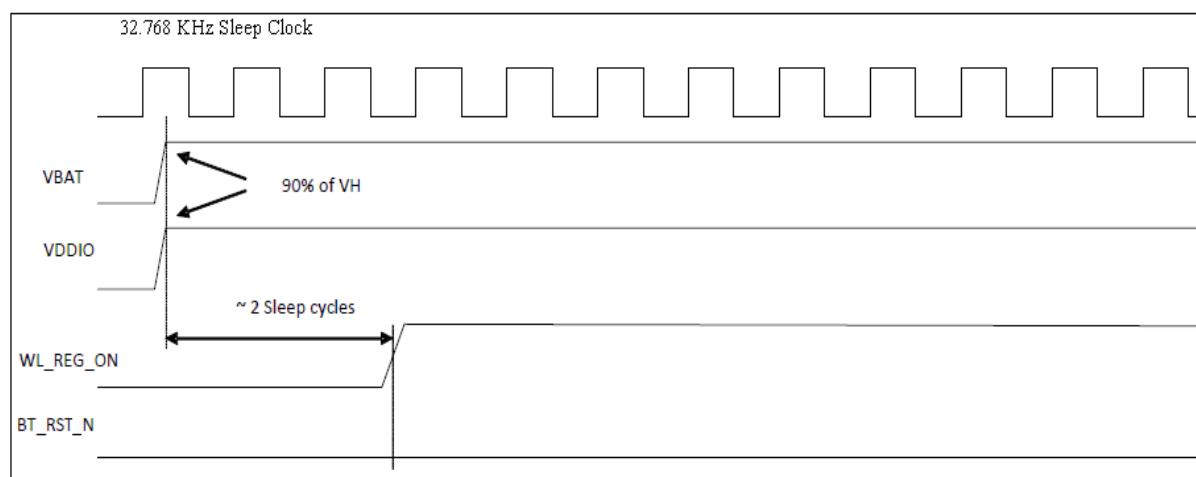 32.768 KHz Sleep Clock
VBAT
90% of VH
VDDIO
~ 2 Sleep cycles
WL_REG_ON
BT_RST_N